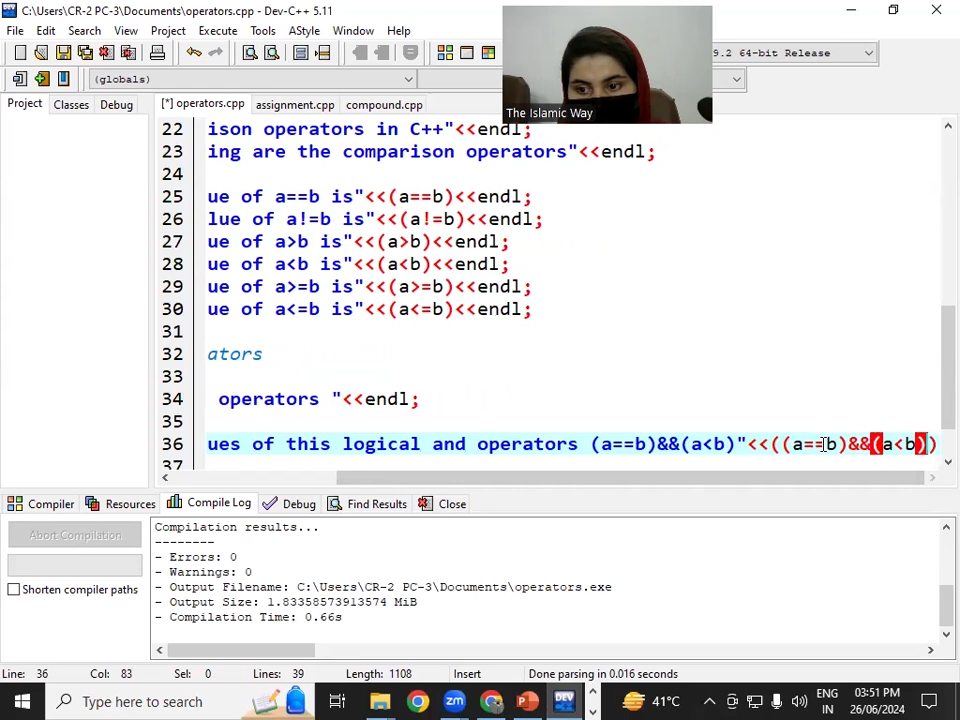 C:\Users\CR-2 PC-3\Documents\operators.cpp - Dev-C++ 5.11
File Edit Search View Project Execute Tools AStyle Window Help
9.2 64-bit Release
(globals)
The Islamic Way
Project Classes Debug
[*] operators.cpp assignment.cpp compound.cpp
22 ison operators in C++"<<endl;
23 ing are the comparison operators"<<endl;
24
25 ue of a==b is"<<(a==b)<<endl;
26 lue of a!=b is"<<(a!=b)<<endl;
27 ue of a>b is"<<(a>b)<<endl;
28 ue of a<b is"<<(a<b)<<endl;
29 ue of a>=b is"<<(a>=b)<<endl;
30 ue of a<=b is"<<(a<=b)<<endl;
31
32 ators
33
34 operators "<<endl;
35
36 ues of this logical and operators (a==b)&&(a<b)"<<((a==b)&&(a<b))
37
Compiler Resources Compile Log Debug Find Results Close
Abort Compilation
Shorten compiler paths
Compilation results...
--------
- Errors: 0
- Warnings: 0
- Output Filename: C:\Users\CR-2 PC-3\Documents\operators.exe
- Output Size: 1.83358573913574 MiB
- Compilation Time: 0.66s
Line: 36 Col: 83 Sel: 0 Lines: 39 Length: 1108 Insert Done parsing in 0.016 seconds
Type here to search
DEV
41°C
ENG
IN
03:51 PM
26/06/2024